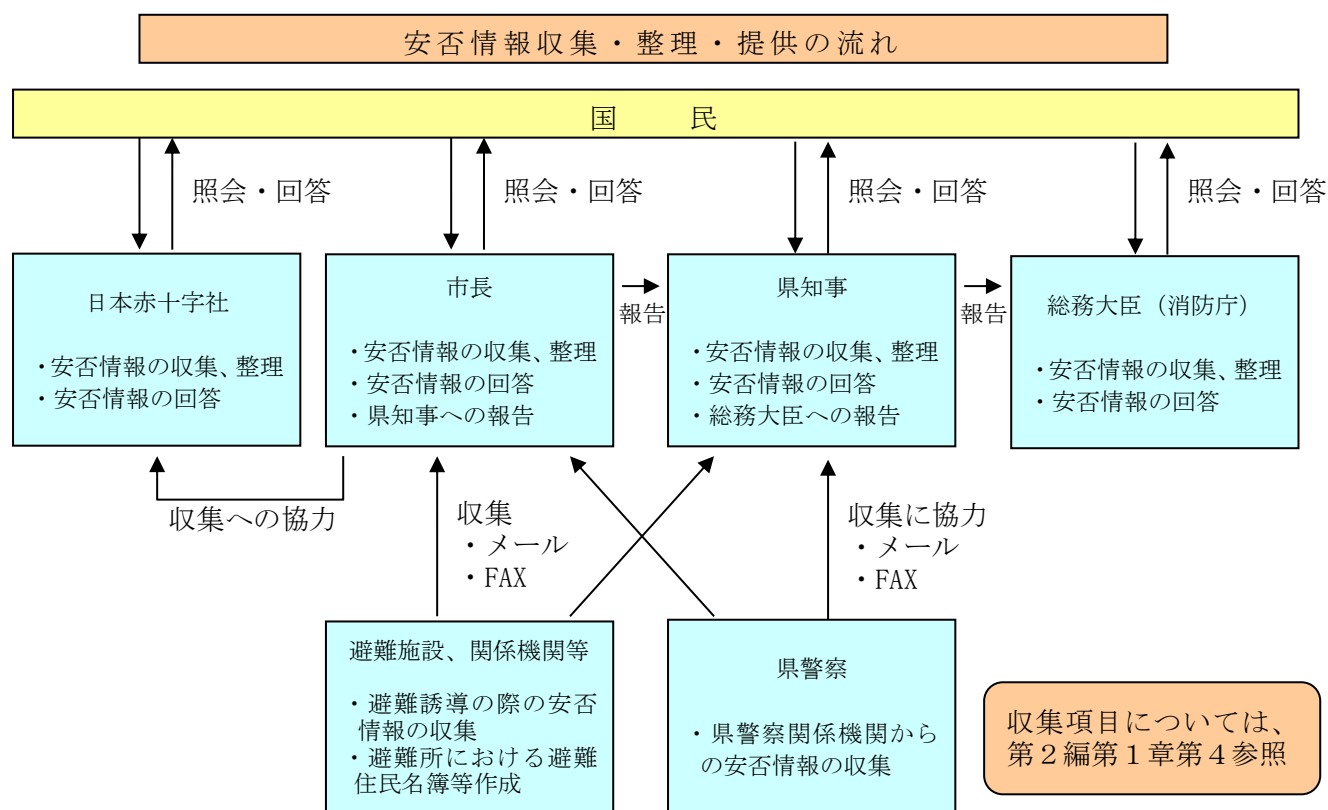 安否情報収集・整理・提供の流れ
国　　民
照会・回答
照会・回答
照会・回答
照会・回答
日本赤十字社
・安否情報の収集、整理
・安否情報の回答
市長
・安否情報の収集、整理
・安否情報の回答
・県知事への報告
報告
県知事
・安否情報の収集、整理
・安否情報の回答
・総務大臣への報告
報告
総務大臣（消防庁）
・安否情報の収集、整理
・安否情報の回答
収集への協力
収集
・メール
・FAX
収集に協力
・メール
・FAX
避難施設、関係機関等
・避難誘導の際の安否
情報の収集
・避難所における避難
住民名簿等作成
県警察
・県警察関係機関から
の安否情報の収集
収集項目については、
第２編第１章第４参照